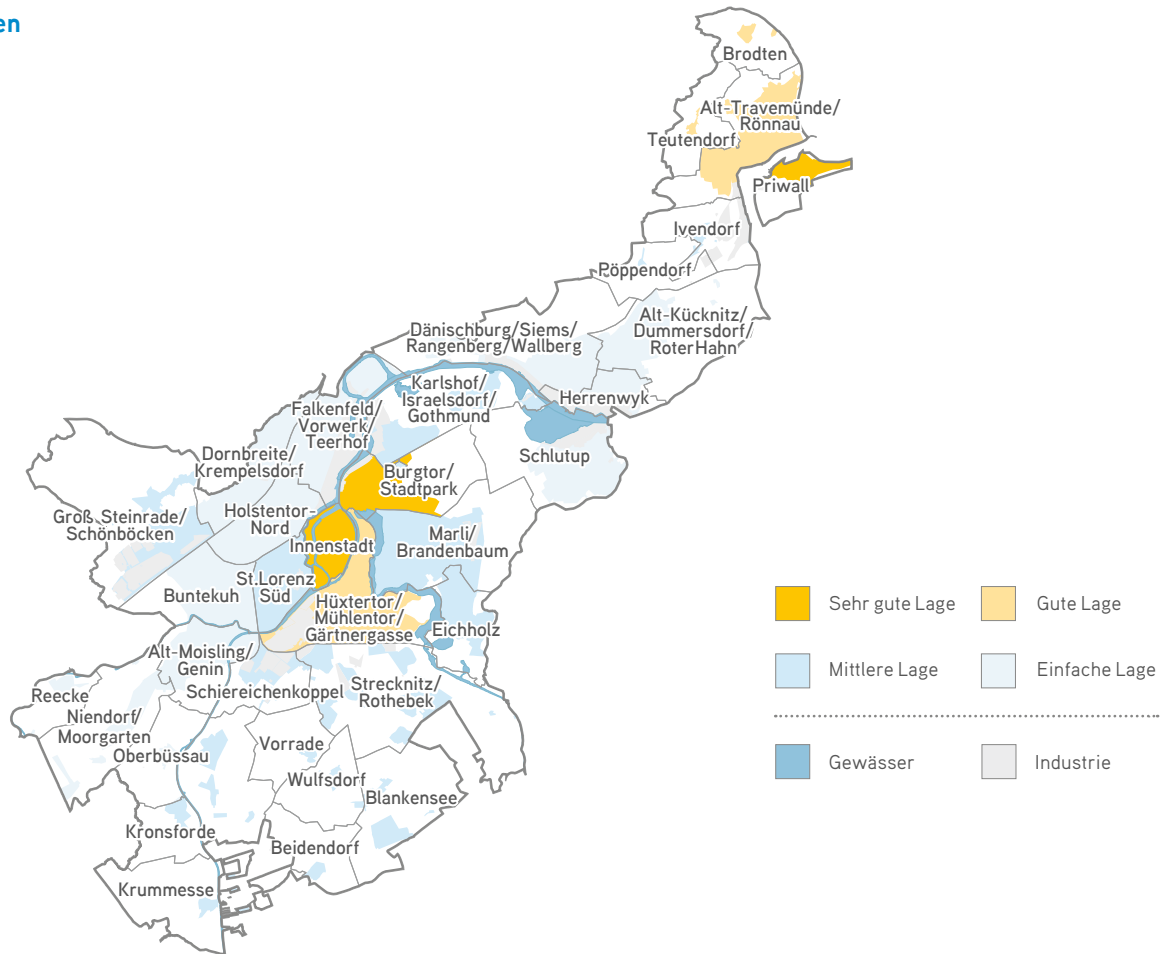 en
Brodten
Alt-Travemünde/
Rönnau
Teutendorf
Priwall
Ivendorf
Pöppendorf
Alt-Kücknitz/
Dummersdorf/
RoterHahn
Dänischburg/Siems/
Rangenberg/Wallberg
Karlshof/
Israelsdorf/
Gothmund
Herrenwyk
Falkenfeld/
Vorwerk/
Teerhof
Schlutup
Dornbreite/
Krempelsdorf
Burgtor/
Stadtpark
Groß Steinrade/
Schönböcken
Holstentor-
Nord
Innenstadt
Marli/
Brandenbaum
Buntekuh
St.Lorenz
Süd
Hüxtertor/
Mühlentor/
Gärtnergasse
Eichholz
Alt-Moisling/
Genin
Schiereichenkoppel
Strecknitz/
Rothebek
Reecke
Niendorf/
Moorgarten
Oberbüssau
Vorrade
Wulfsdorf
Blankensee
Kronsforde
Beidendorf
Krummesse
Sehr gute Lage
Gute Lage
Mittlere Lage
Einfache Lage
Gewässer
Industrie